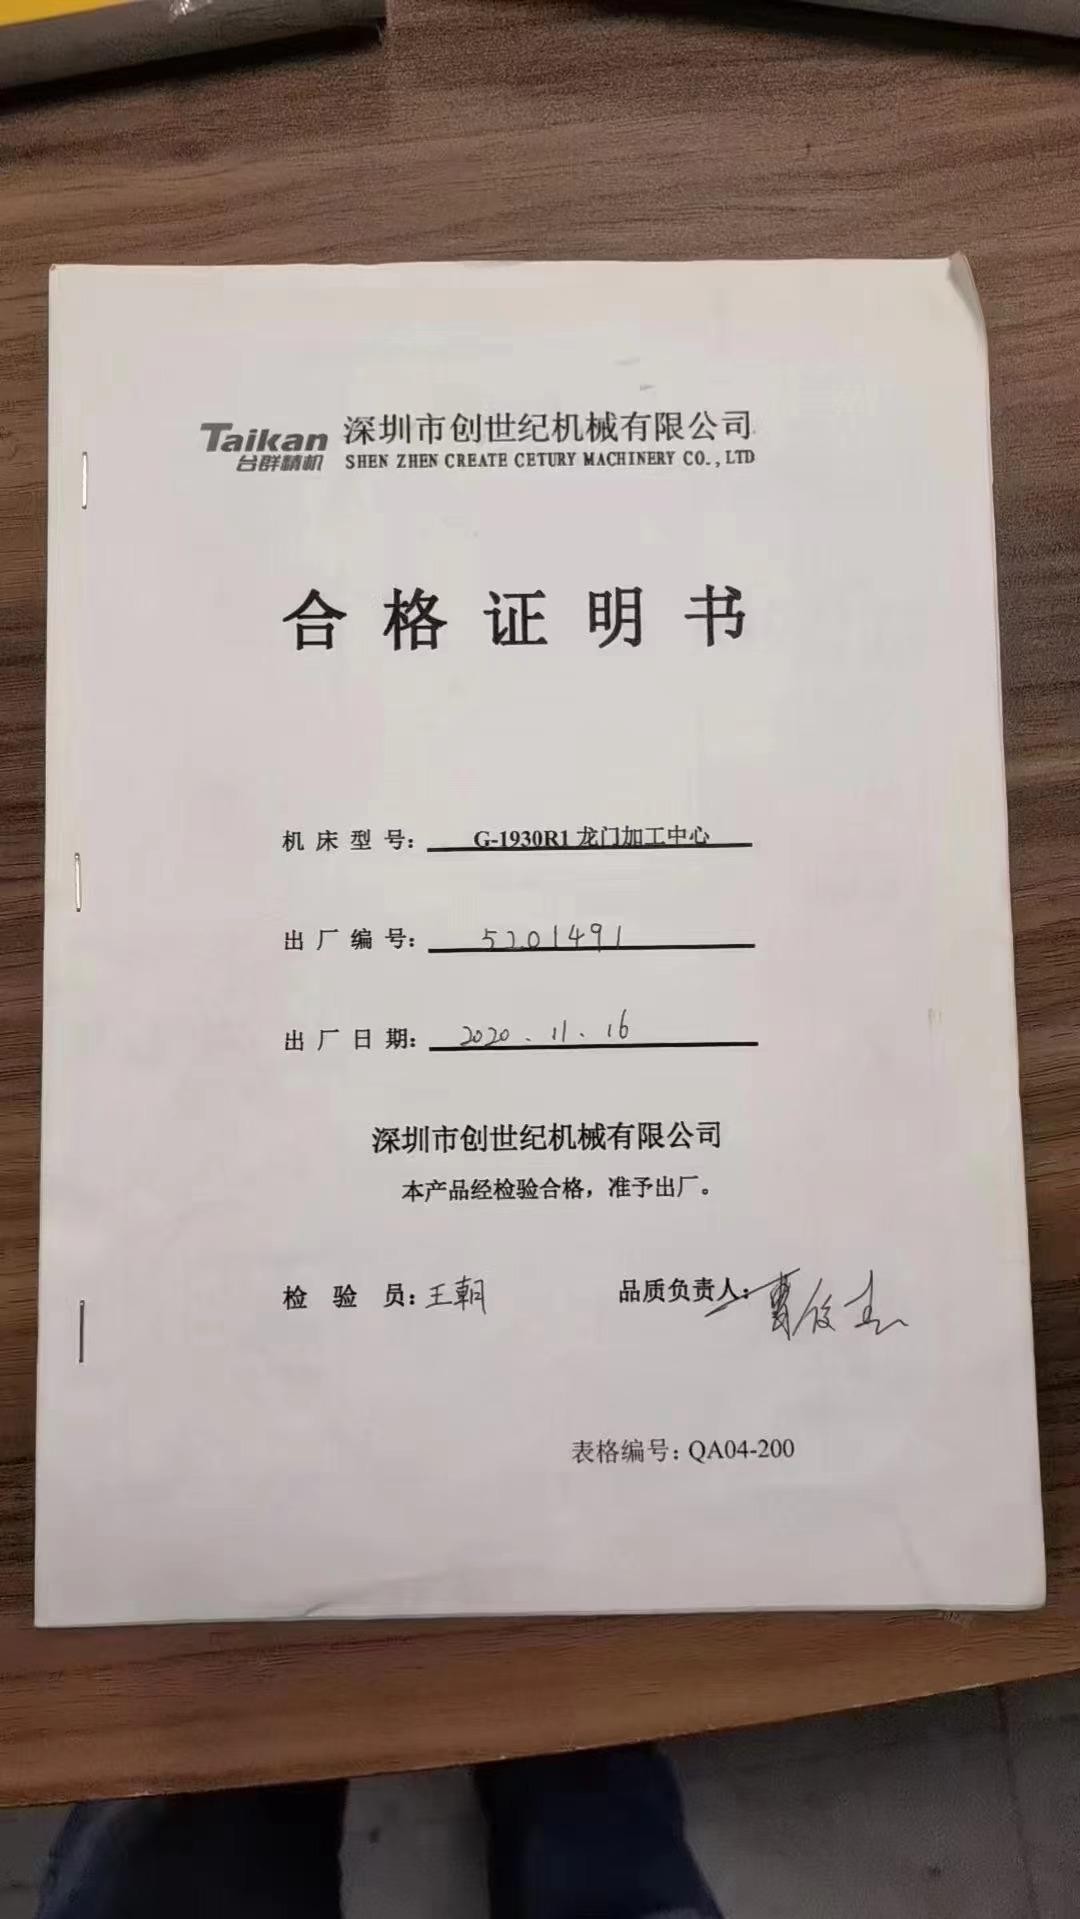 Taikan 深圳市创世纪机械有限公司
台群精机 SHEN ZHEN CREATE CETURY MACHINERY CO., LTD
合格证明书
机床型号: G-1930R1 龙门加工中心
出厂编号: 5201491
出厂日期: 2020.11.16
深圳市创世纪机械有限公司
本产品经检验合格，准予出厂。
检验员: 王朝 品质负责人:
表格编号: QA04-200